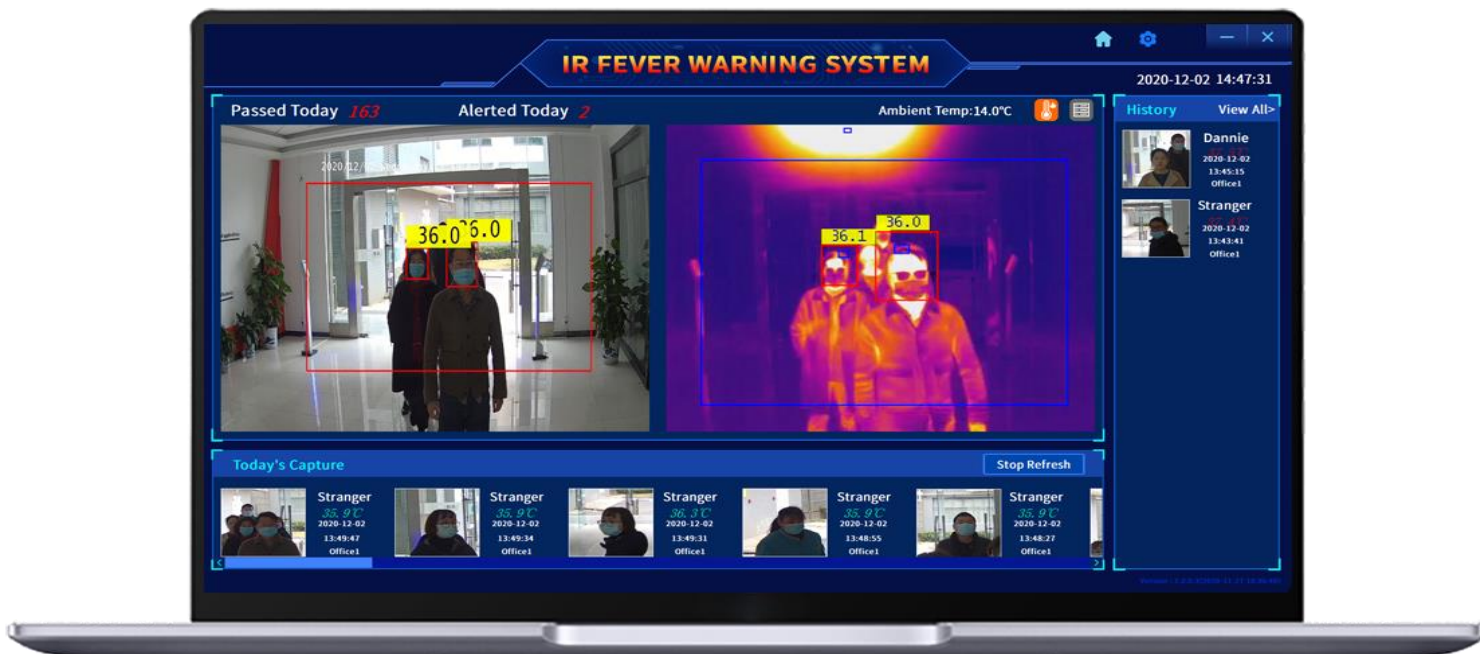 IR FEVER WARNING SYSTEM
2020-12-02 14:47:31
Passed Today 163
Alerted Today 2
Ambient Temp:14.0℃
2020/12/
36.0
6.0
36.1
36.0
History
View All>
Dannie
2020-12-02
13:45:15
Office1
Stranger
2020-12-02
13:43:41
Office1
Today's Capture
Stop Refresh
Stranger
35.9℃
2020-12-02
13:49:47
Office1
Stranger
35.9℃
2020-12-02
13:49:34
Office1
Stranger
36.3℃
2020-12-02
13:49:31
Office1
Stranger
35.9℃
2020-12-02
13:48:55
Office1
Stranger
35.9℃
2020-12-02
13:48:27
Office1